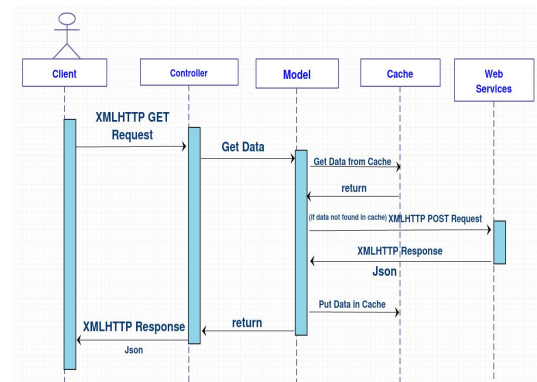 Client
Controller
Model
Cache
Web
Services
XMLHTTP GET
Request
Get Data
Get Data from Cache
return
(If data not found in cache) XMLHTTP POST Request
XMLHTTP Response
Json
Put Data in Cache
return
XMLHTTP Response
Json